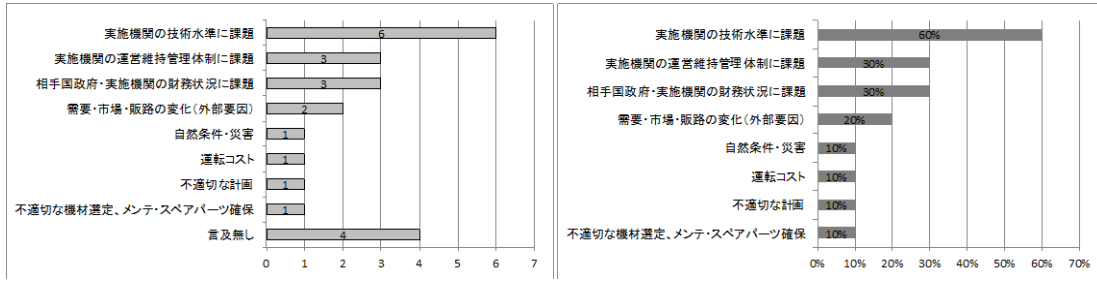 実施機関の技術水準に課題 6
実施機関の運営維持管理体制に課題 3
相手国政府・実施機関の財務状況に課題 3
需要・市場・販路の変化（外部要因） 2
自然条件・災害 1
運転コスト 1
不適切な計画 1
不適切な機材選定、メンテ・スペアパーツ確保 1
言及無し 4
0 1 2 3 4 5 6 7
実施機関の技術水準に課題 60%
実施機関の運営維持管理体制に課題 30%
相手国政府・実施機関の財務状況に課題 30%
需要・市場・販路の変化（外部要因） 20%
自然条件・災害 10%
運転コスト 10%
不適切な計画 10%
不適切な機材選定、メンテ・スペアパーツ確保 10%
0% 10% 20% 30% 40% 50% 60% 70%